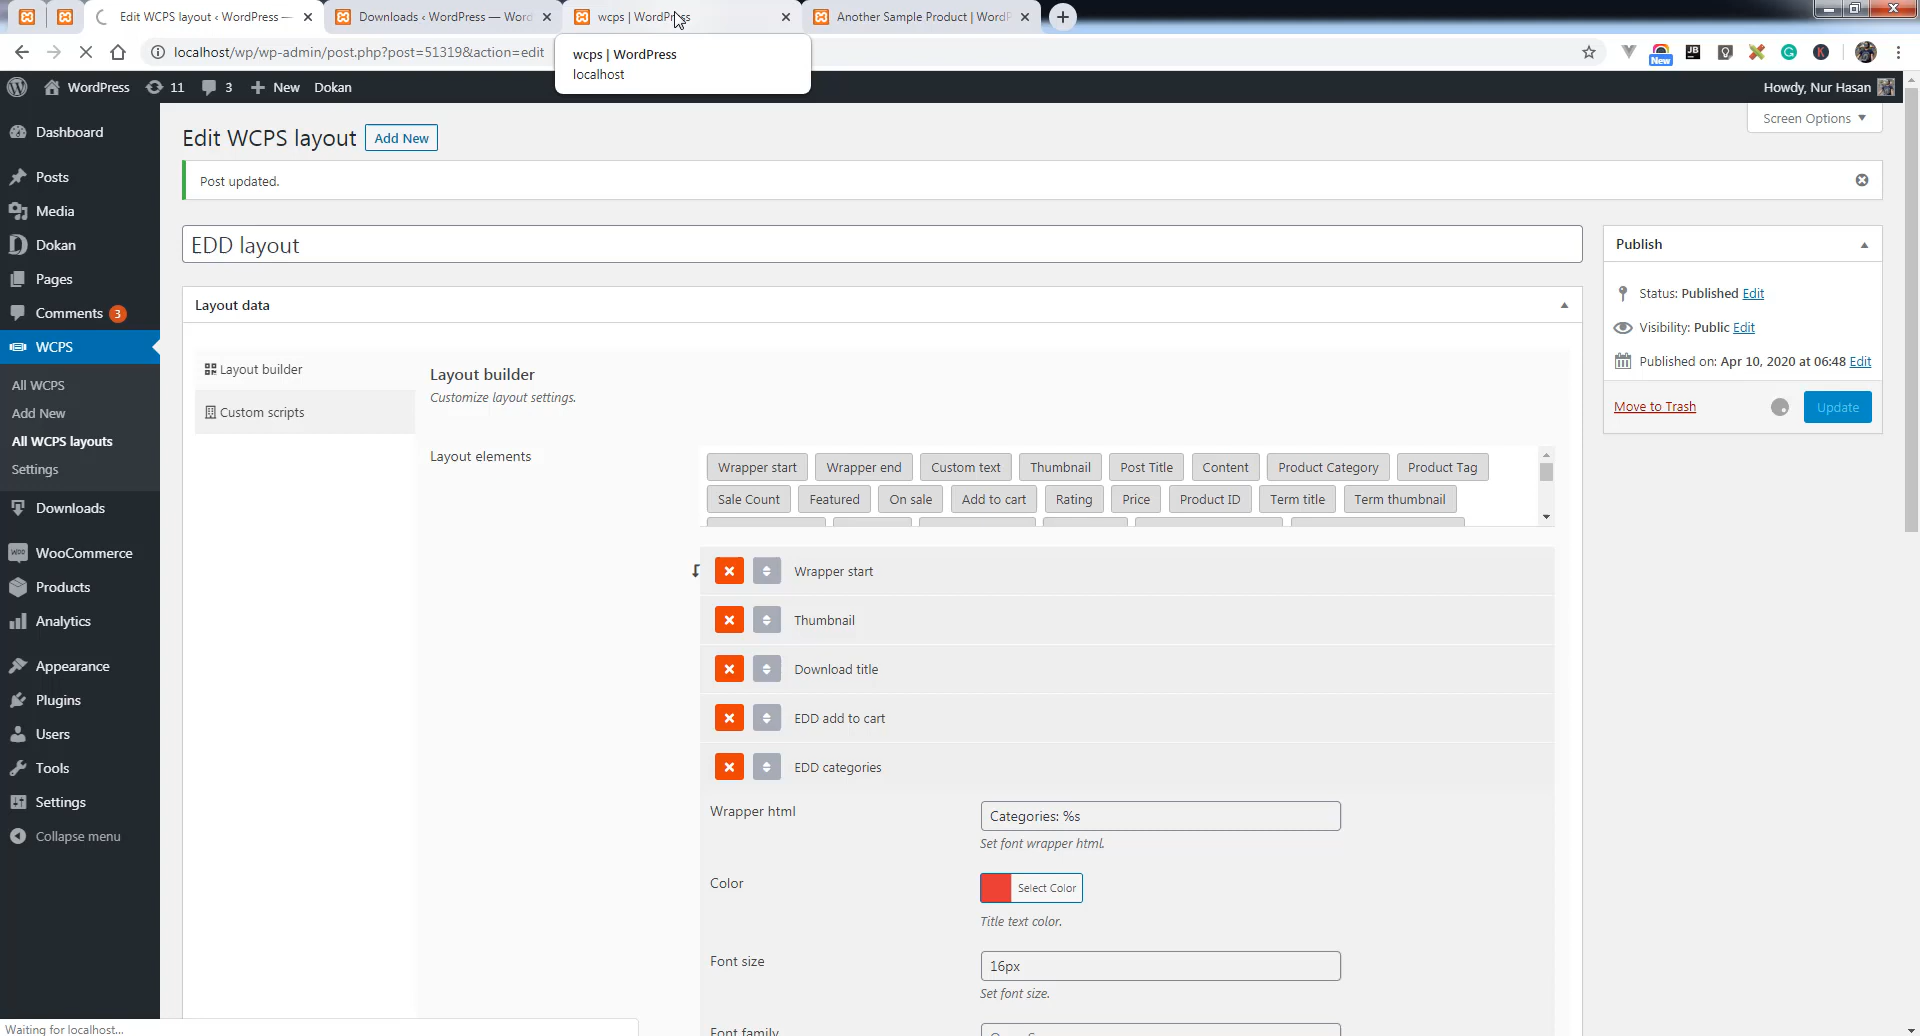 Edit WCPS layout ‹ WordPress —
Downloads ‹ WordPress — Word
wcps | WordPress
Another Sample Product | WordP
localhost/wp/wp-admin/post.php?post=51319&action=edit
New
JB
wcps | WordPress
localhost
WordPress
11
3
New
Dokan
Howdy, Nur Hasan
Dashboard
Posts
Media
Dokan
Pages
Comments 3
WCPS
All WCPS
Add New
All WCPS layouts
Settings
Downloads
WooCommerce
Products
Analytics
Appearance
Plugins
Users
Tools
Settings
Collapse menu
Screen Options
Edit WCPS layout
Add New
Post updated.
EDD layout
Layout data
Layout builder
Custom scripts
Layout builder
Customize layout settings.
Layout elements
Wrapper start Wrapper end Custom text Thumbnail Post Title Content Product Category Product Tag
Sale Count Featured On sale Add to cart Rating Price Product ID Term title Term thumbnail
Wrapper start
Thumbnail
Download title
EDD add to cart
EDD categories
Wrapper html
Categories: %s
Set font wrapper html.
Color
Select Color
Title text color.
Font size
16px
Set font size.
Font family
Publish
Status: Published Edit
Visibility: Public Edit
Published on: Apr 10, 2020 at 06:48 Edit
Move to Trash
Update
Waiting for localhost...